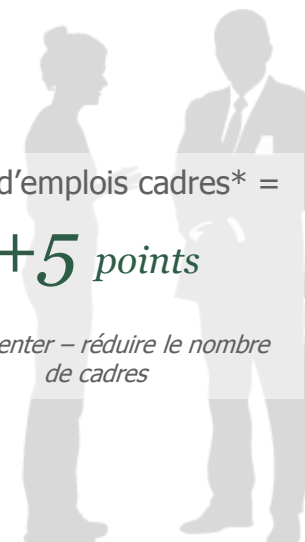 d’emplois cadres* =
+5 points
enter – réduire le nombre
de cadres